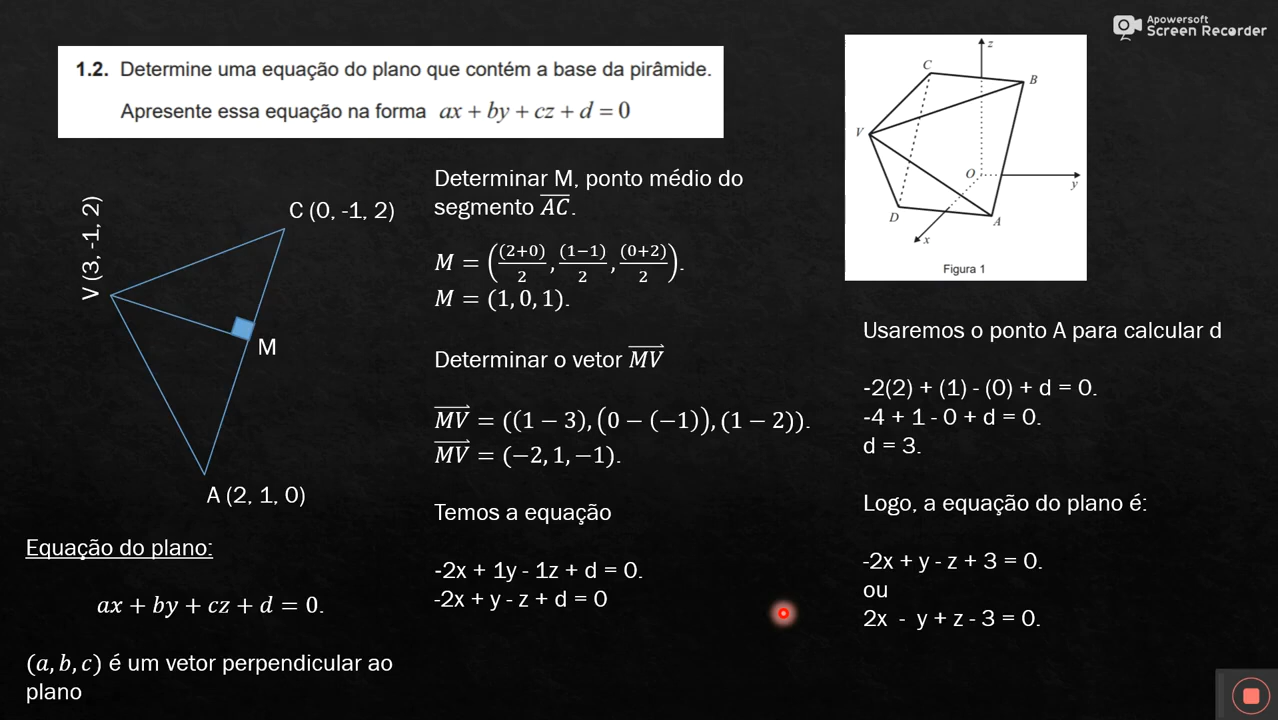 Apowersoft
Screen Recorder
1.2. Determine uma equação do plano que contém a base da pirâmide.
Apresente essa equação na forma ax + by + cz + d = 0
z
C
B
V
O
y
D
A
x
Figura 1
V (3, -1, 2)
C (0, -1, 2)
M
A (2, 1, 0)
Equação do plano:
ax + by + cz + d = 0.
(a, b, c) é um vetor perpendicular ao
plano
Determinar M, ponto médio do
segmento \overline{AC}.
M = ((2+0)/2, (1−1)/2, (0+2)/2).
M = (1, 0, 1).
Determinar o vetor \overrightarrow{MV}
\overrightarrow{MV} = ((1 − 3), (0 − (−1)), (1 − 2)).
\overrightarrow{MV} = (−2, 1, −1).
Temos a equação
-2x + 1y - 1z + d = 0.
-2x + y - z + d = 0
Usaremos o ponto A para calcular d
-2(2) + (1) - (0) + d = 0.
-4 + 1 - 0 + d = 0.
d = 3.
Logo, a equação do plano é:
-2x + y - z + 3 = 0.
ou
2x - y + z - 3 = 0.